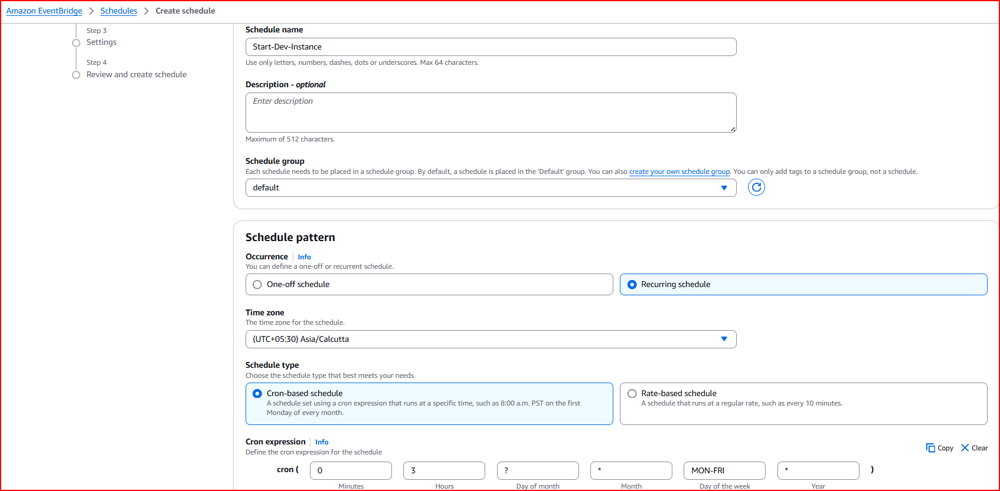 Amazon EventBridge > Schedules > Create schedule
Step 3
Settings
Step 4
Review and create schedule
Schedule name
Start-Dev-Instance
Use only letters, numbers, dashes, dots or underscores. Max 64 characters.
Description - optional
Enter description
Maximum of 512 characters.
Schedule group
Each schedule needs to be placed in a schedule group. By default, a schedule is placed in the 'Default' group. You can also create your own schedule group. You can only add tags to a schedule group, not a schedule.
default
Schedule pattern
Occurrence Info
You can define a one-off or recurrent schedule.
One-off schedule
Recurring schedule
Time zone
The time zone for the schedule.
(UTC+05:30) Asia/Calcutta
Schedule type
Choose the schedule type that best meets your needs.
Cron-based schedule
A schedule set using a cron expression that runs at a specific time, such as 8:00 a.m. PST on the first
Monday of every month.
Rate-based schedule
A schedule that runs at a regular rate, such as every 10 minutes.
Cron expression Info
Define the cron expression for the schedule
Copy Clear
cron ( 0 3 ? * MON-FRI * )
Minutes Hours Day of month Month Day of the week Year